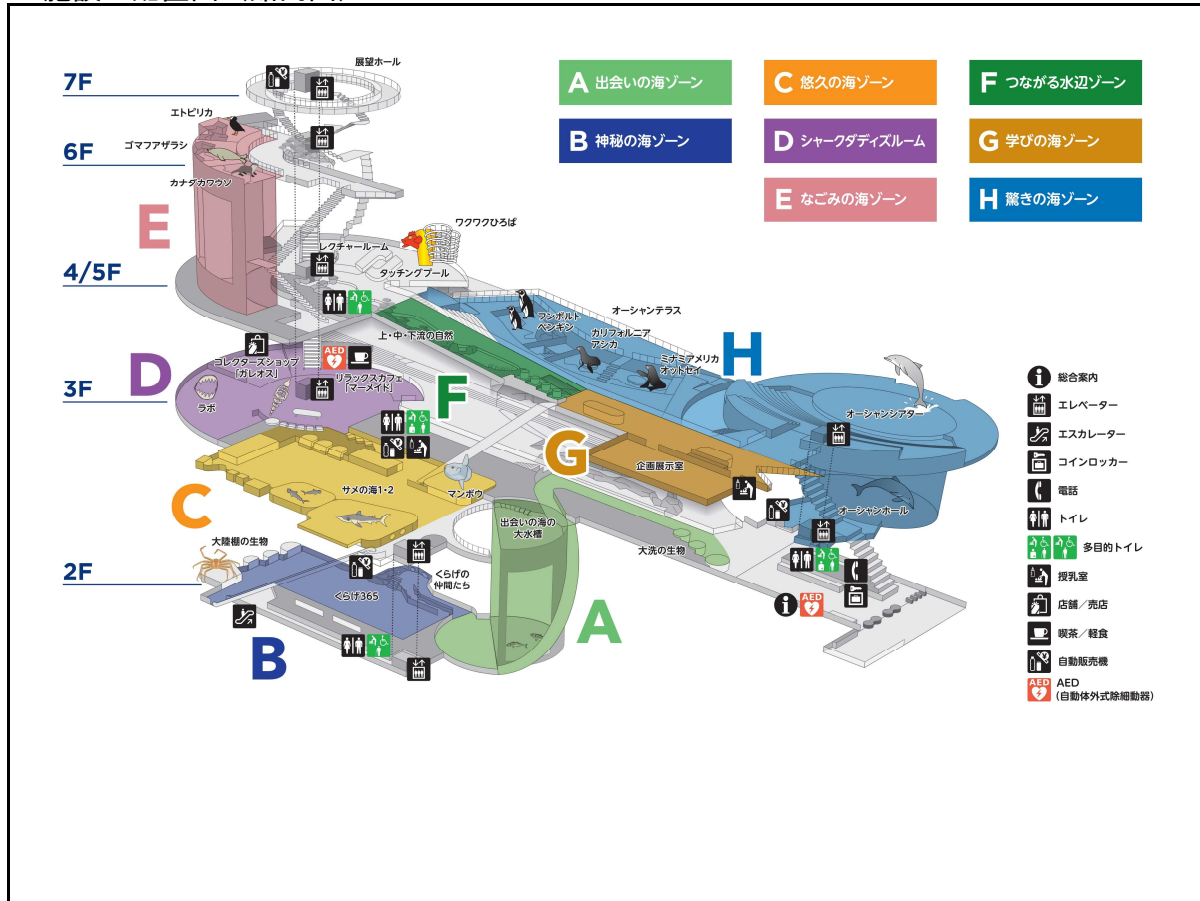 7F
展望ホール
エトピリカ
6F
ゴマフアザラシ
カナダカワウソ
E
4/5F
レクチャールーム
ワクワクひろば
タッチングプール
上・中・下流の自然
フンボルト
ペンギン
オーシャンテラス
カリフォルニア
アシカ
ミナミアメリカ
オットセイ
H
オーシャンシアター
オーシャンホール
D
3F
コレクターズショップ
「ガレオス」
AED
リラックスカフェ
「マーメイド」
ラボ
F
G
企画展示室
C
サメの海1・2
マンボウ
出会いの海の
大水槽
大洗の生物
大陸棚の生物
2F
くらげの
仲間たち
くらげ365
B
A
AED
A 出会いの海ゾーン
B 神秘の海ゾーン
C 悠久の海ゾーン
D シャークダディズルーム
E なごみの海ゾーン
F つながる水辺ゾーン
G 学びの海ゾーン
H 驚きの海ゾーン
総合案内
エレベーター
エスカレーター
コインロッカー
電話
トイレ
多目的トイレ
授乳室
店舗／売店
喫茶／軽食
自動販売機
AED
AED
（自動体外式除細動器）